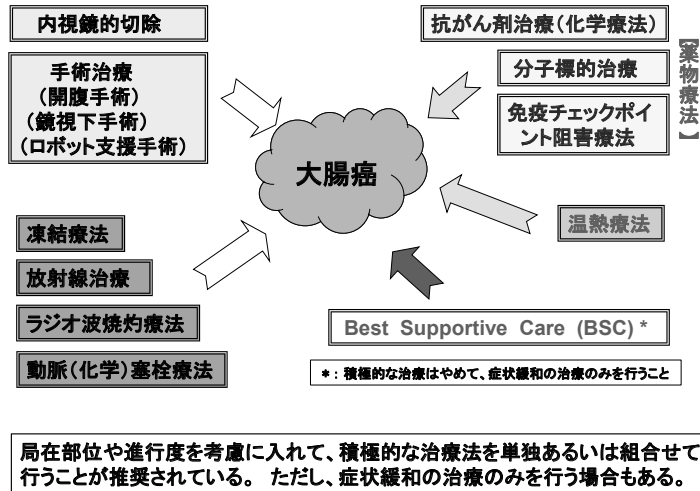 内視鏡的切除
手術治療
（開腹手術）
（鏡視下手術）
（ロボット支援手術）
抗がん剤治療（化学療法）
分子標的治療
免疫チェックポイ
ント阻害療法
【薬物療法】
大腸癌
温熱療法
凍結療法
放射線治療
ラジオ波焼灼療法
動脈（化学）塞栓療法
Best Supportive Care (BSC) *
＊：積極的な治療はやめて、症状緩和の治療のみを行うこと
局在部位や進行度を考慮に入れて、積極的な治療法を単独あるいは組合せて
行うことが推奨されている。 ただし、症状緩和の治療のみを行う場合もある。